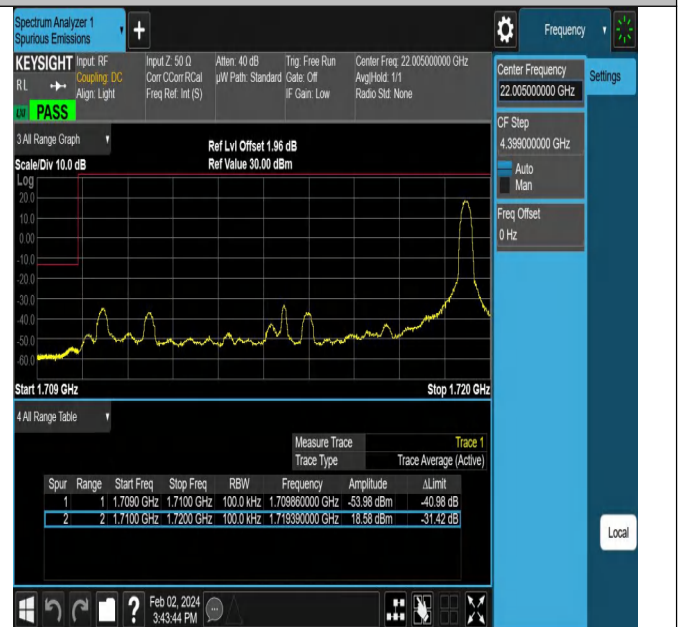 Spectrum Analyzer 1
Spurious Emissions
+
Frequency
KEYSIGHT Input: RF
RL Coupling: DC
Align: Light
Input Z: 50 Ω
Corr CCorr RCal
Freq Ref: Int (S)
Atten: 40 dB
µW Path: Standard
Trig: Free Run
Gate: Off
IF Gain: Low
Center Freq: 22.005000000 GHz
Avg|Hold: 1/1
Radio Std: None
PASS
Center Frequency
22.005000000 GHz
Settings
CF Step
4.399000000 GHz
Auto
Man
Freq Offset
0 Hz
3 All Range Graph
Scale/Div 10.0 dB
Ref Lvl Offset 1.96 dB
Ref Value 30.00 dBm
Log
20.0
10.0
0.00
-10.0
-20.0
-30.0
-40.0
-50.0
-60.0
Start 1.709 GHz Stop 1.720 GHz
4 All Range Table
Measure Trace Trace 1
Trace Type Trace Average (Active)
Spur Range Start Freq Stop Freq RBW Frequency Amplitude ΔLimit
1 1 1.7090 GHz 1.7100 GHz 100.0 kHz 1.709860000 GHz -53.98 dBm -40.98 dB
2 2 1.7100 GHz 1.7200 GHz 100.0 kHz 1.719390000 GHz 18.58 dBm -31.42 dB
Local
?
Feb 02, 2024
3:43:44 PM